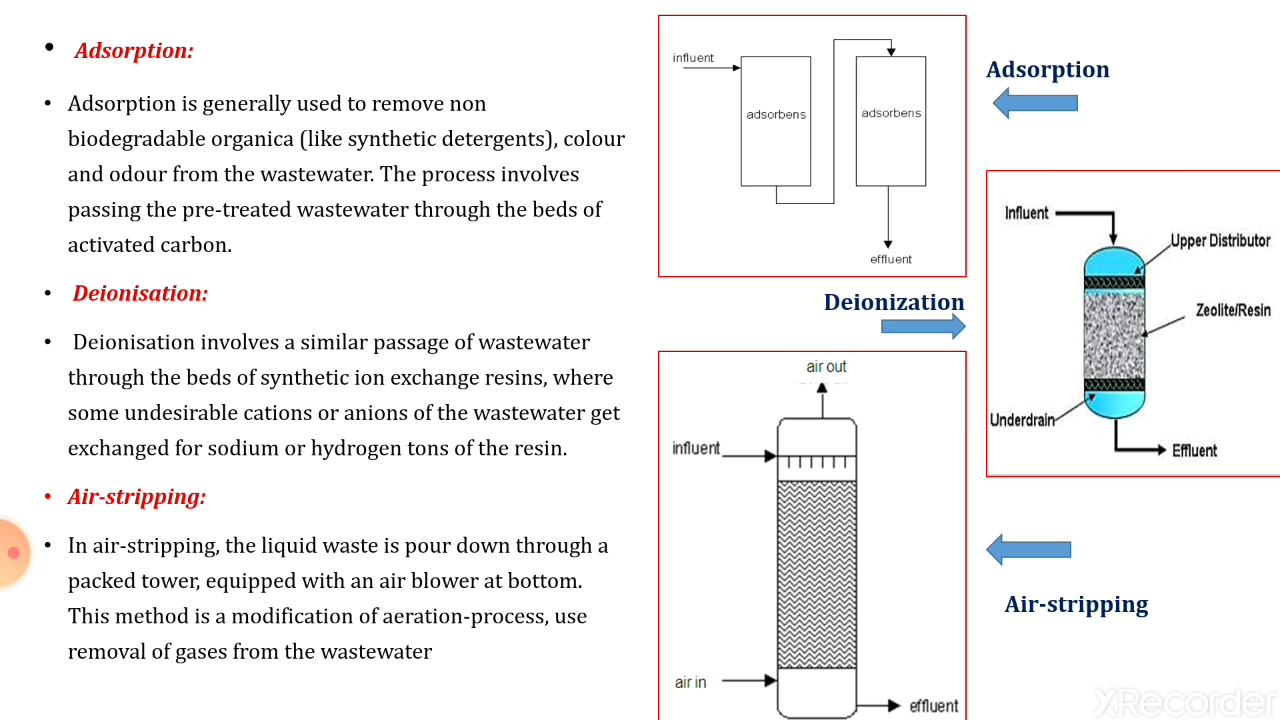 Adsorption:
Adsorption is generally used to remove non
biodegradable organica (like synthetic detergents), colour
and odour from the wastewater. The process involves
passing the pre-treated wastewater through the beds of
activated carbon.
Deionisation:
Deionisation involves a similar passage of wastewater
through the beds of synthetic ion exchange resins, where
some undesirable cations or anions of the wastewater get
exchanged for sodium or hydrogen tons of the resin.
Air-stripping:
In air-stripping, the liquid waste is pour down through a
packed tower, equipped with an air blower at bottom.
This method is a modification of aeration-process, use
removal of gases from the wastewater
influent
adsorbens
adsorbens
effluent
Adsorption
Influent
Upper Distributor
Zeolite/Resin
Underdrain
Effluent
Deionization
air out
influent
air in
effluent
Air-stripping
XRecorder